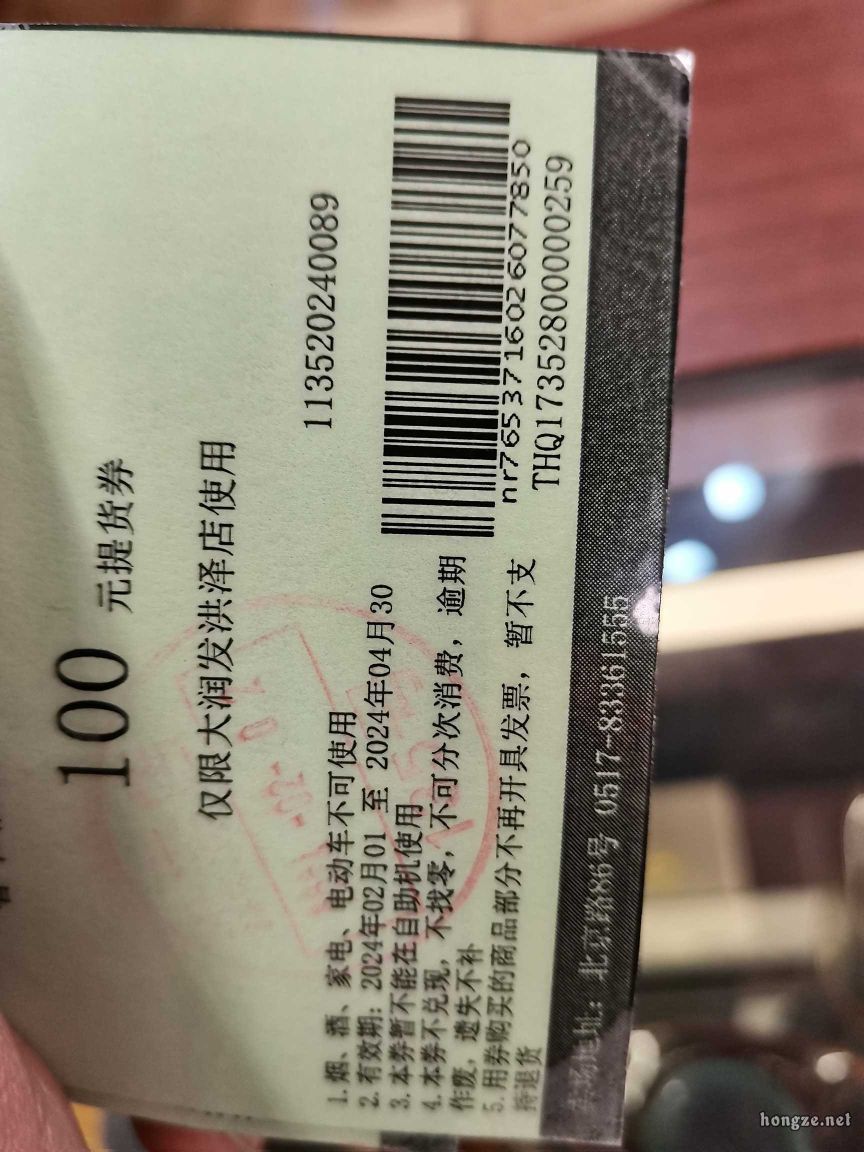 100 元提货券
仅限大润发洪泽店使用
113520240089
nr7653716026077850
THQ1735280000259
1.烟、酒、家电、电动车不可使用
2.有效期：2024年02月01 至 2024年04月30
3.本券暂不能在自助机使用
4.本券不兑现，不找零，不可分次消费，逾期
作废，遗失不补
5.用券购买的商品部分不再开具发票，暂不支
持退货
地址：北京路86号 0517-83361555
hongze.net